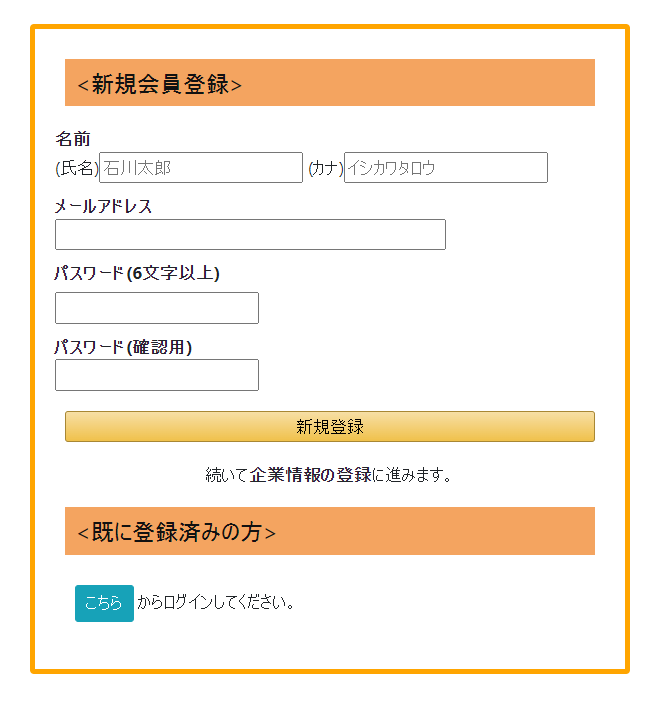 <新規会員登録>
名前
(氏名) 石川太郎 (カナ) イシカワタロウ
メールアドレス
パスワード(6文字以上)
パスワード(確認用)
新規登録
続いて企業情報の登録に進みます。
<既に登録済みの方>
こちら からログインしてください。